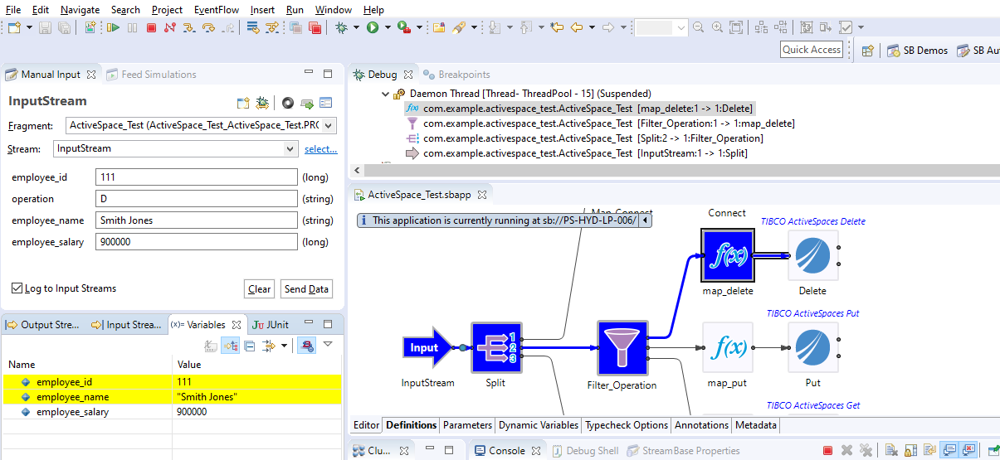 File Edit Navigate Search Project EventFlow Insert Run Window Help
Quick Access
SB Demos
SB Au
Manual Input
Feed Simulations
InputStream
Fragment:
ActiveSpace_Test (ActiveSpace_Test_ActiveSpace_Test.PR(
Stream:
InputStream
select...
employee_id 111 (long)
operation D (string)
employee_name Smith Jones (string)
employee_salary 900000 (long)
Log to Input Streams
Clear
Send Data
Output Stre...
Input Strea...
(x)= Variables
Ju JUnit
Name Value
employee_id 111
employee_name "Smith Jones"
employee_salary 900000
Debug
Breakpoints
Daemon Thread [Thread- ThreadPool - 15] (Suspended)
f(x) com.example.activespace_test.ActiveSpace_Test [map_delete:1 -> 1:Delete]
com.example.activespace_test.ActiveSpace_Test [Filter_Operation:1 -> 1:map_delete]
com.example.activespace_test.ActiveSpace_Test [Split:2 -> 1:Filter_Operation]
com.example.activespace_test.ActiveSpace_Test [InputStream:1 -> 1:Split]
ActiveSpace_Test.sbapp
Map_Connect
Connect
i This application is currently running at sb://PS-HYD-LP-006/
TIBCO ActiveSpaces Delete
f(x)
map_delete
Delete
TIBCO ActiveSpaces Put
Input
1
2
3
f(x)
InputStream
Split
Filter_Operation
map_put
Put
TIBCO ActiveSpaces Get
Editor Definitions Parameters Dynamic Variables Typecheck Options Annotations Metadata
Clu...
Console
Debug Shell
StreamBase Properties